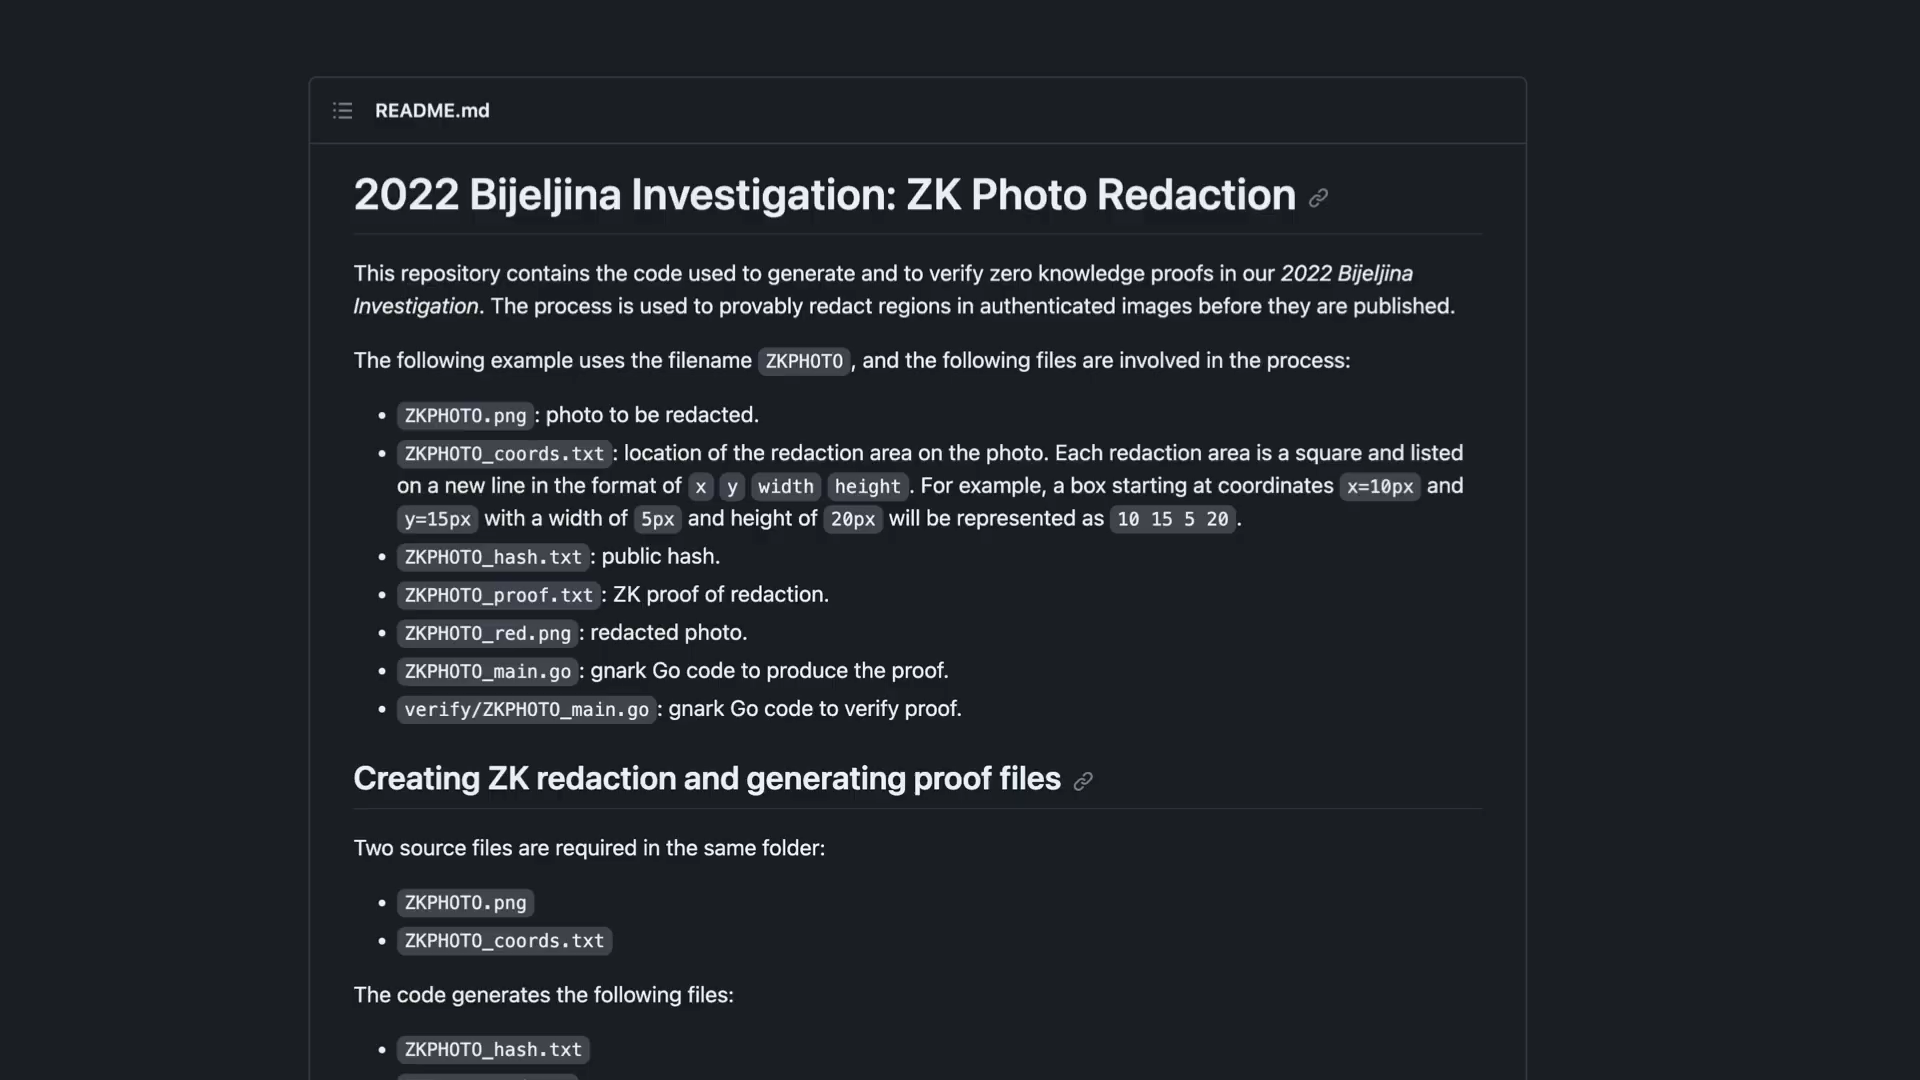 README.md
2022 Bijeljina Investigation: ZK Photo Redaction
This repository contains the code used to generate and to verify zero knowledge proofs in our 2022 Bijeljina
Investigation. The process is used to provably redact regions in authenticated images before they are published.
The following example uses the filename ZKPHOTO, and the following files are involved in the process:
• ZKPHOTO.png: photo to be redacted.
• ZKPHOTO_coords.txt: location of the redaction area on the photo. Each redaction area is a square and listed
on a new line in the format of x y width height. For example, a box starting at coordinates x=10px and
y=15px with a width of 5px and height of 20px will be represented as 10 15 5 20.
• ZKPHOTO_hash.txt: public hash.
• ZKPHOTO_proof.txt: ZK proof of redaction.
• ZKPHOTO_red.png: redacted photo.
• ZKPHOTO_main.go: gnark Go code to produce the proof.
• verify/ZKPHOTO_main.go: gnark Go code to verify proof.
Creating ZK redaction and generating proof files
Two source files are required in the same folder:
• ZKPHOTO.png
• ZKPHOTO_coords.txt
The code generates the following files:
• ZKPHOTO_hash.txt